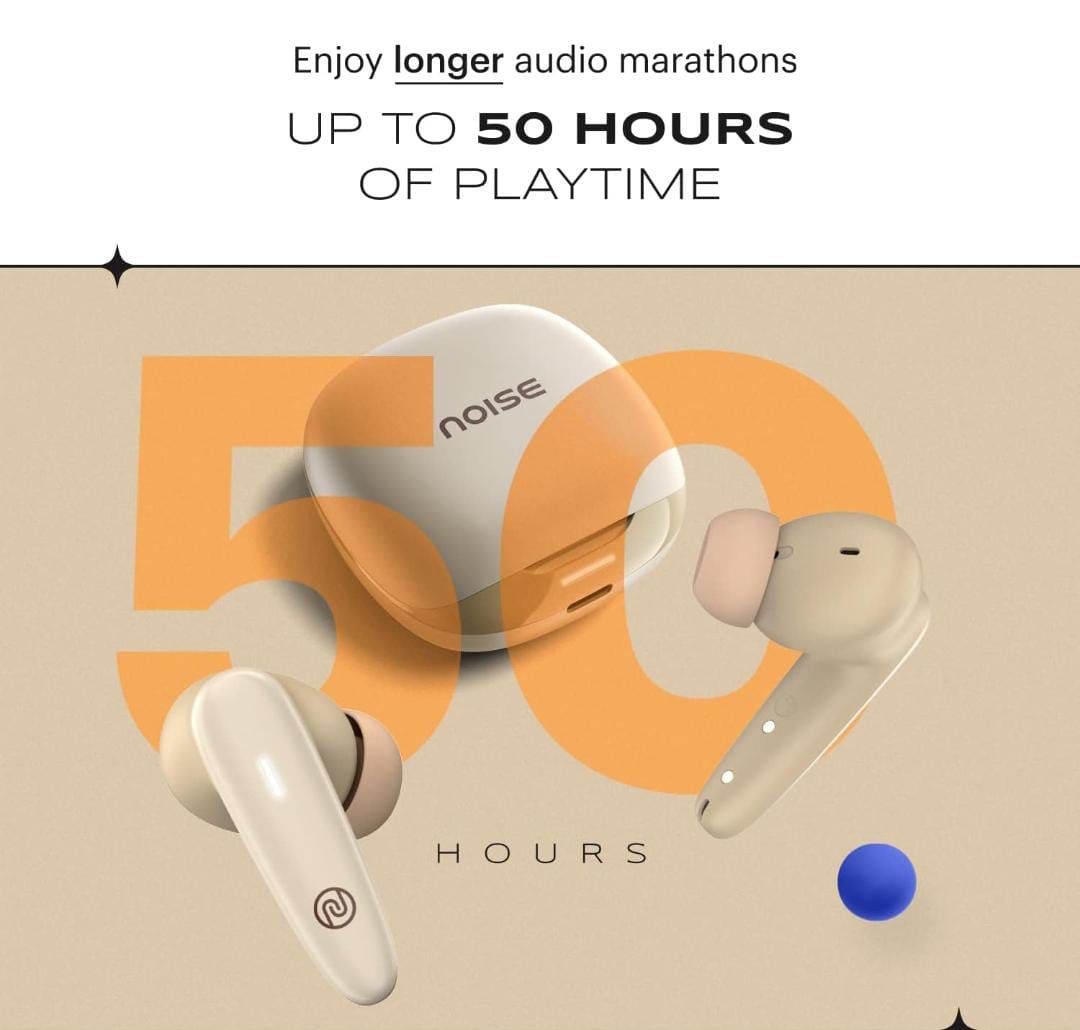 Enjoy longer audio marathons
UP TO 50 HOURS
OF PLAYTIME
NOISE
50
HOURS